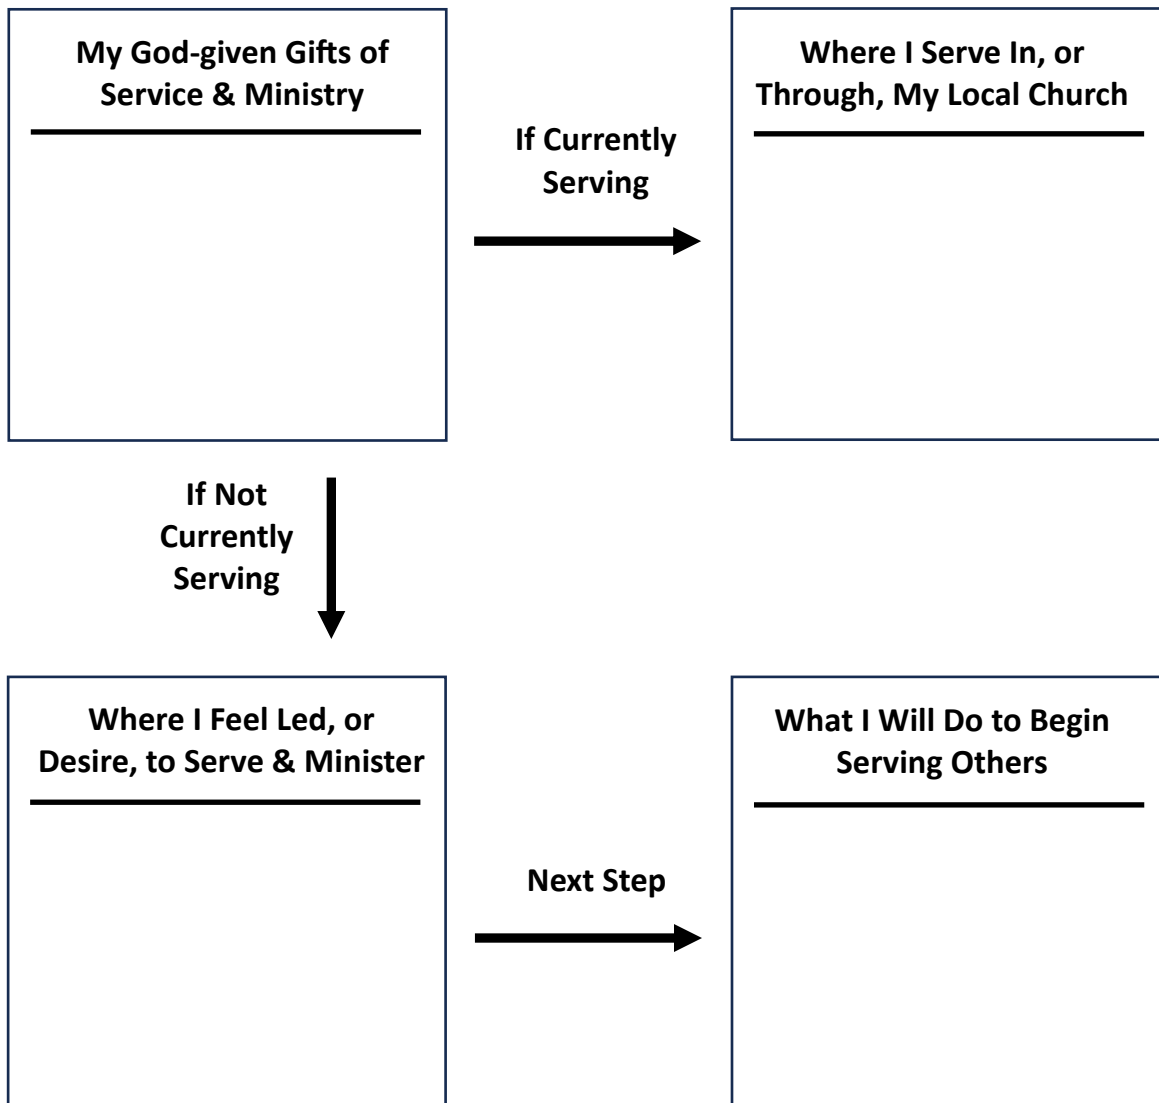 My God-given Gifts of
Service & Ministry
If Currently
Serving
Where I Serve In, or
Through, My Local Church
If Not
Currently
Serving
Where I Feel Led, or
Desire, to Serve & Minister
Next Step
What I Will Do to Begin
Serving Others